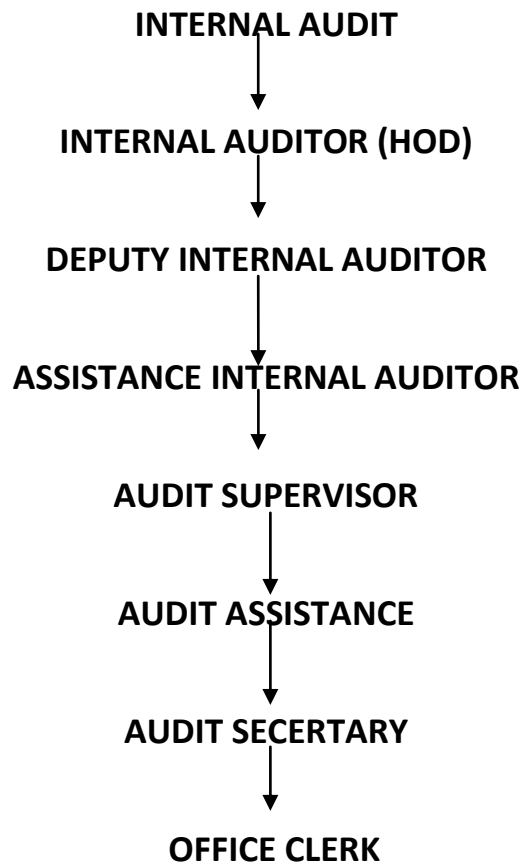 INTERNAL AUDIT
INTERNAL AUDITOR (HOD)
DEPUTY INTERNAL AUDITOR
ASSISTANCE INTERNAL AUDITOR
AUDIT SUPERVISOR
AUDIT ASSISTANCE
AUDIT SECERTARY
OFFICE CLERK